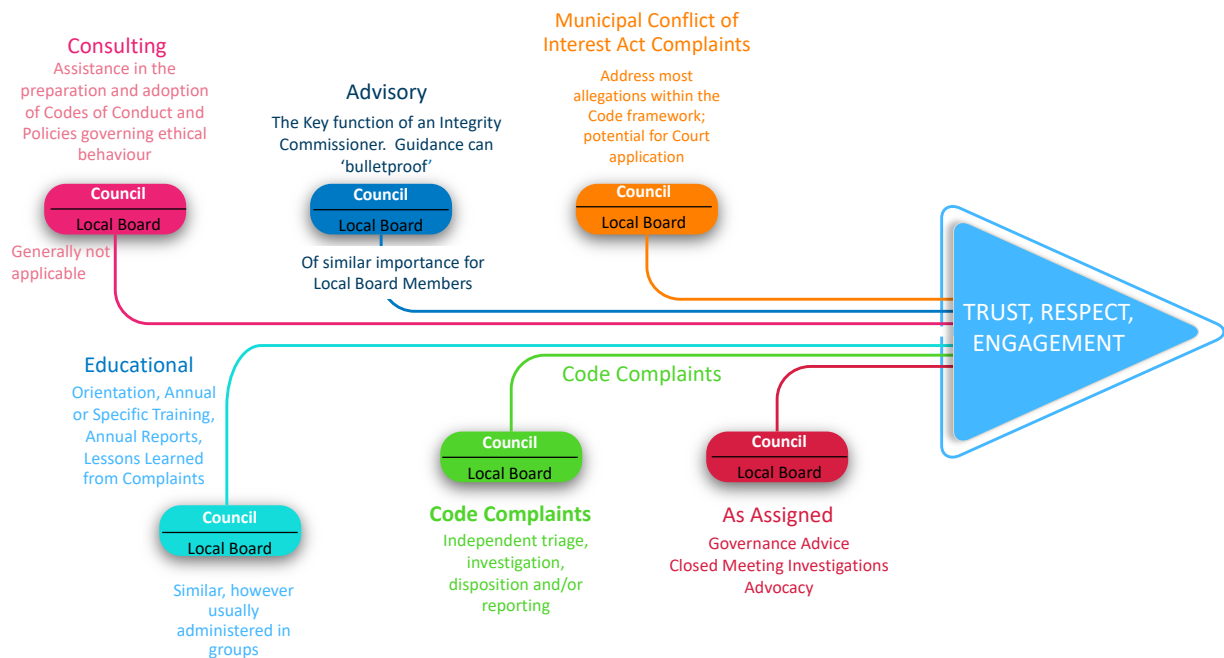 Municipal Conflict of
Interest Act Complaints
Address most
allegations within the
Code framework;
potential for Court
application
Council
Local Board
Consulting
Assistance in the
preparation and adoption
of Codes of Conduct and
Policies governing ethical
behaviour
Council
Local Board
Generally not
applicable
Advisory
The Key function of an Integrity
Commissioner.  Guidance can
‘bulletproof’
Council
Local Board
Of similar importance for
Local Board Members
TRUST, RESPECT,
ENGAGEMENT
Educational
Orientation, Annual
or Specific Training,
Annual Reports,
Lessons Learned
from Complaints
Council
Local Board
Similar, however
usually
administered in
groups
Code Complaints
Council
Local Board
Code Complaints
Independent triage,
investigation,
disposition and/or
reporting
Council
Local Board
As Assigned
Governance Advice
Closed Meeting Investigations
Advocacy